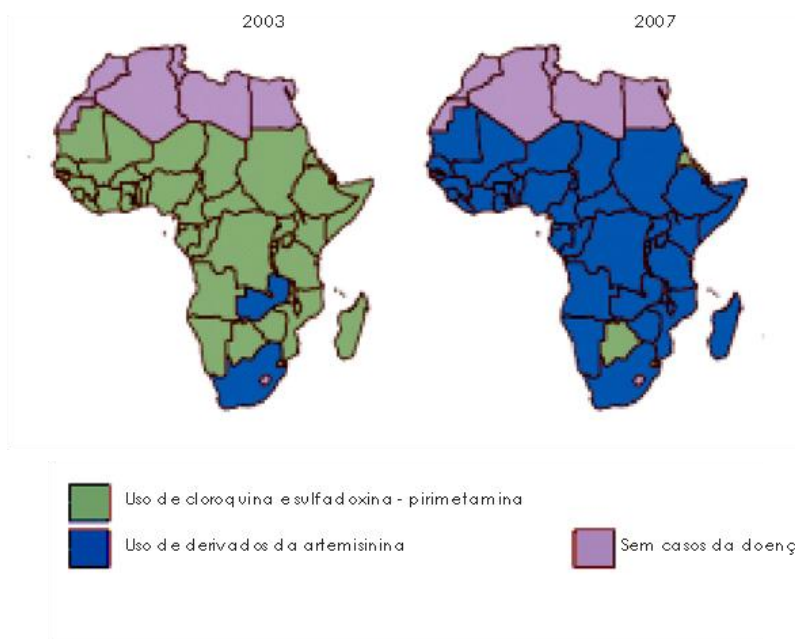 2003
2007
Uso de cloroquina e sulfadoxina - pirimetamina
Uso de derivados da artemisinina
Sem casos da doenç